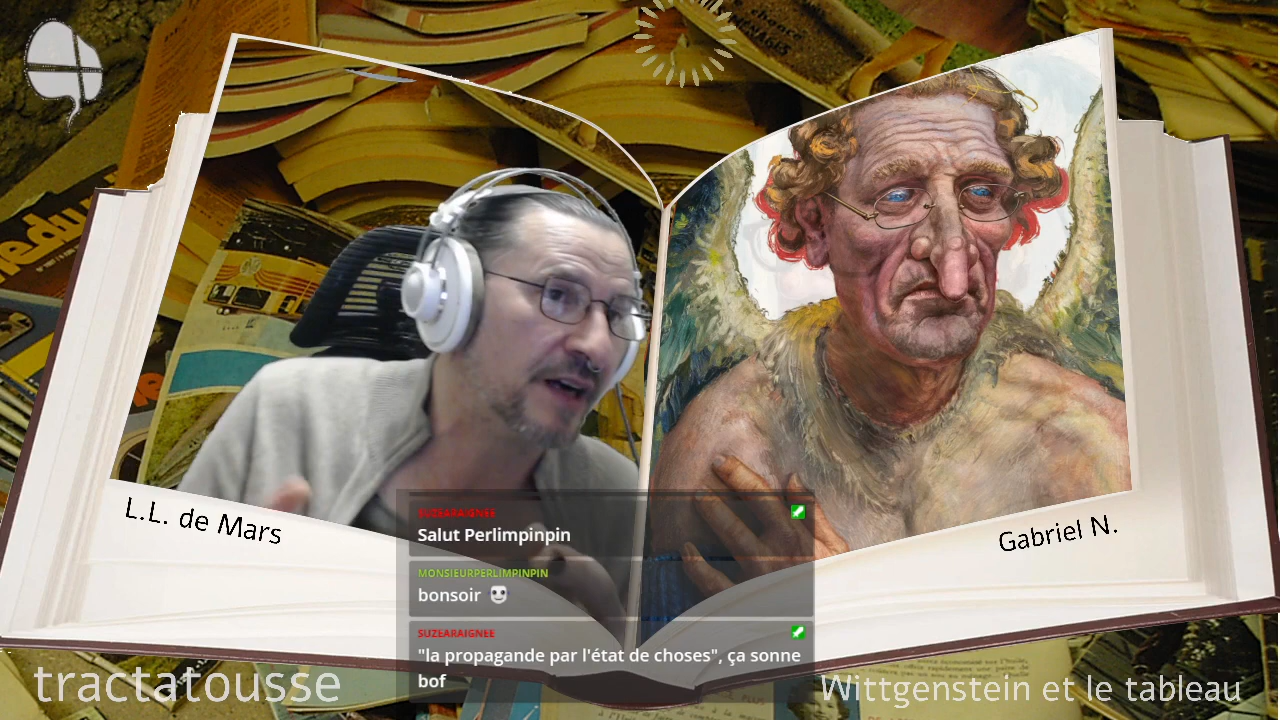 L.L. de Mars
Gabriel N.
SUZEARAIGNEE
Salut Perlimpinpin
MONSIEURPERLIMPINPIN
bonsoir
SUZEARAIGNEE
"la propagande par l'état de choses", ça sonne
bof
tractatousse
Wittgenstein et le tableau